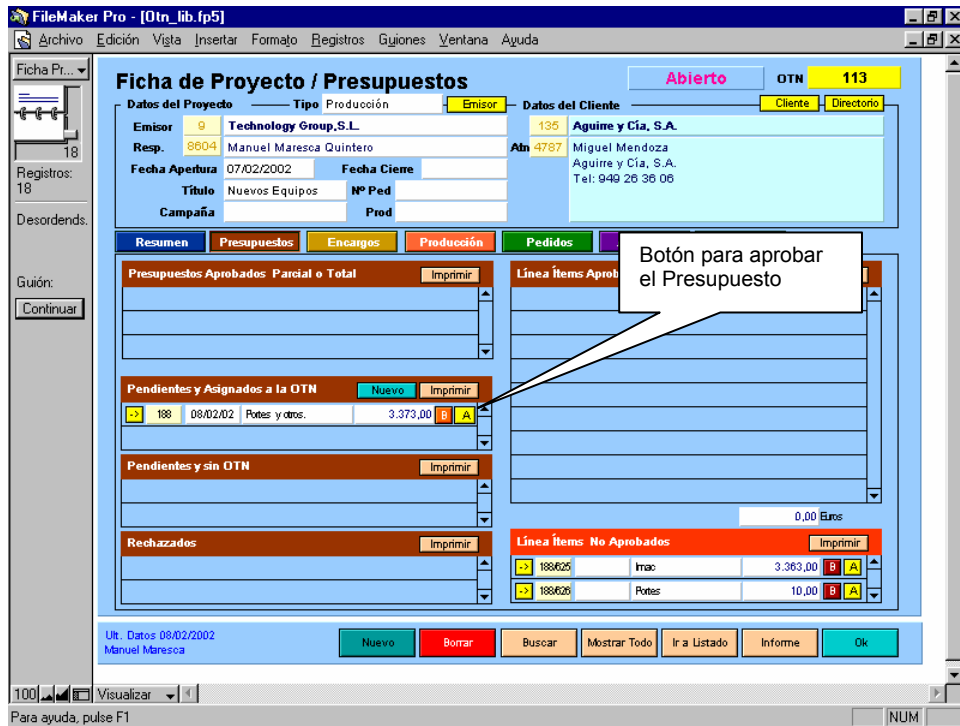 FileMaker Pro - [Otn_lib.fp5]
Archivo Edición Vista Insertar Formato Registros Guiones Ventana Ayuda
Ficha Pr...
18
Registros:
18
Desordends.
Guión:
Continuar
Ficha de Proyecto / Presupuestos
Abierto
OTN 113
Datos del Proyecto Tipo Producción Emisor
Datos del Cliente Cliente Directorio
Emisor 9 Technology Group,S.L.
135 Aguirre y Cía, S.A.
Resp. 8604 Manuel Maresca Quintero
Atn 4787 Miguel Mendoza
Aguirre y Cía, S.A.
Tel: 949 26 36 06
Fecha Apertura 07/02/2002 Fecha Cierre
Título Nuevos Equipos Nº Ped
Campaña Prod
Resumen Presupuestos Encargos Producción Pedidos
Botón para aprobar
el Presupuesto
Presupuestos Aprobados Parcial o Total Imprimir
Línea Ítems Aprob
Pendientes y Asignados a la OTN Nuevo Imprimir
-> 188 08/02/02 Portes y otros. 3.373,00 B A
Pendientes y sin OTN Imprimir
0,00 Euros
Rechazados Imprimir
Línea Ítems No Aprobados Imprimir
-> 188/625 Imac 3.363,00 B A
-> 188/626 Portes 10,00 B A
Ult. Datos 08/02/2002
Manuel Maresca
Nuevo Borrar Buscar Mostrar Todo Ir a Listado Informe Ok
100 Visualizar
Para ayuda, pulse F1
NUM